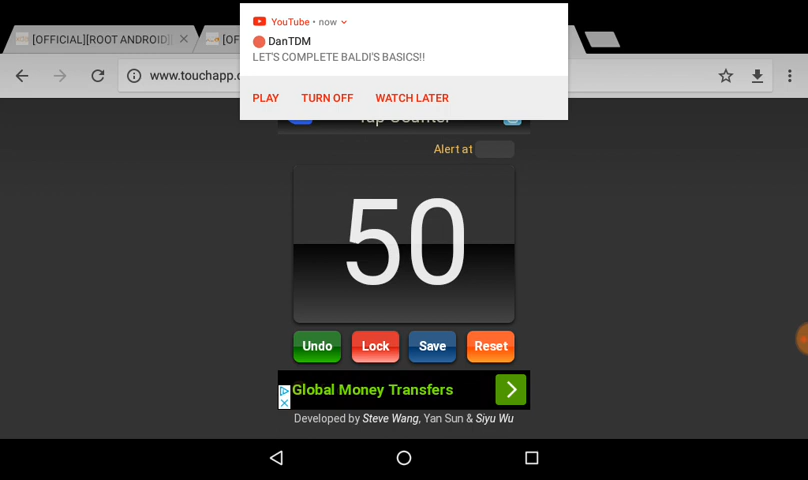 YouTube • now
DanTDM
LET'S COMPLETE BALDI'S BASICS!!
PLAY TURN OFF WATCH LATER
[OFFICIAL][ROOT ANDROID]
[OF
www.touchapp.c
Tap Counter
Alert at
50
Undo Lock Save Reset
Global Money Transfers
Developed by Steve Wang, Yan Sun & Siyu Wu